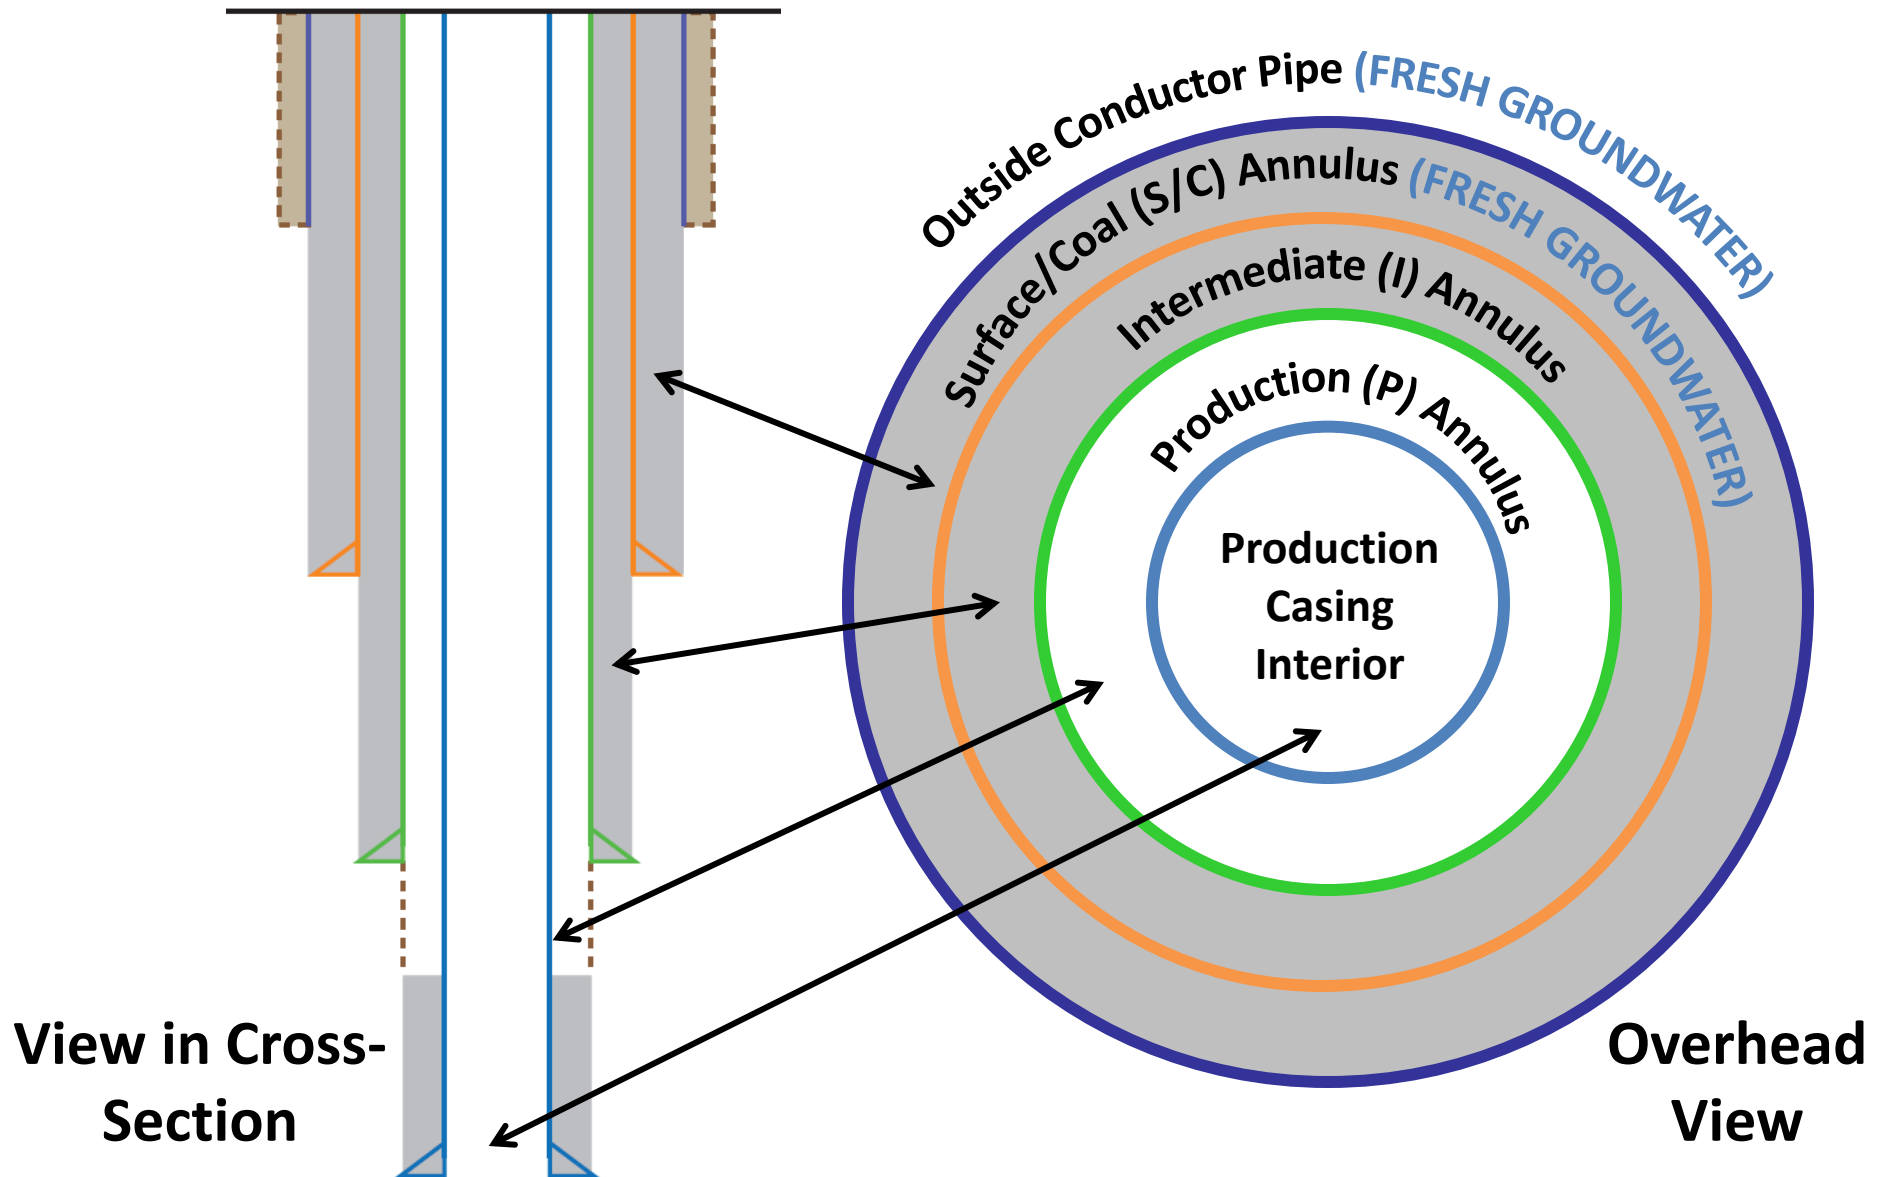 Outside Conductor Pipe (FRESH GROUNDWATER)
Surface/Coal (S/C) Annulus (FRESH GROUNDWATER)
Intermediate (I) Annulus
Production (P) Annulus
Production
Casing
Interior
View in Cross-
Section
Overhead
View